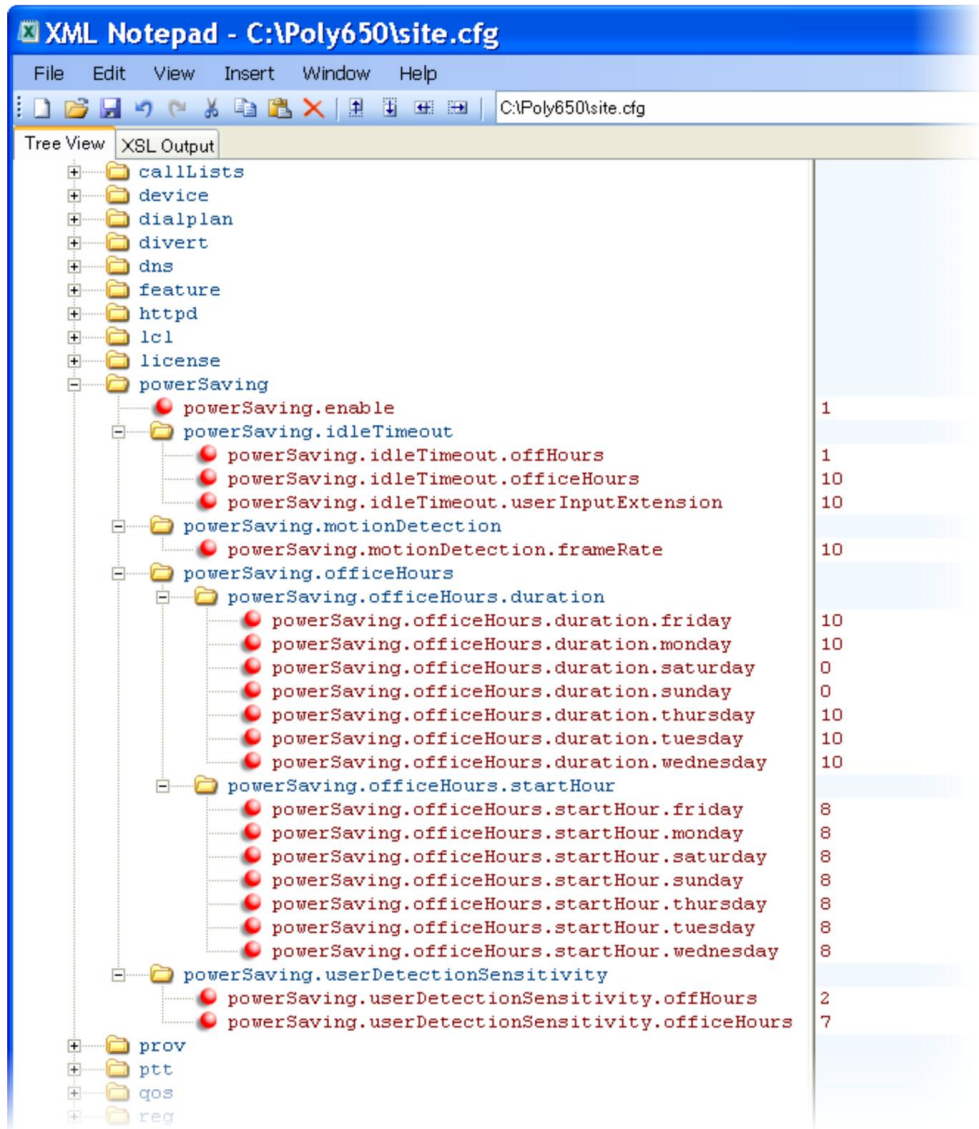 XML Notepad - C:\Poly650\site.cfg
File Edit View Insert Window Help
C:\Poly650\site.cfg
Tree View XSL Output
callLists
device
dialplan
divert
dns
feature
httpd
lcl
license
powerSaving
powerSaving.enable 1
powerSaving.idleTimeout
powerSaving.idleTimeout.offHours 1
powerSaving.idleTimeout.officeHours 10
powerSaving.idleTimeout.userInputExtension 10
powerSaving.motionDetection
powerSaving.motionDetection.frameRate 10
powerSaving.officeHours
powerSaving.officeHours.duration
powerSaving.officeHours.duration.friday 10
powerSaving.officeHours.duration.monday 10
powerSaving.officeHours.duration.saturday 0
powerSaving.officeHours.duration.sunday 0
powerSaving.officeHours.duration.thursday 10
powerSaving.officeHours.duration.tuesday 10
powerSaving.officeHours.duration.wednesday 10
powerSaving.officeHours.startHour
powerSaving.officeHours.startHour.friday 8
powerSaving.officeHours.startHour.monday 8
powerSaving.officeHours.startHour.saturday 8
powerSaving.officeHours.startHour.sunday 8
powerSaving.officeHours.startHour.thursday 8
powerSaving.officeHours.startHour.tuesday 8
powerSaving.officeHours.startHour.wednesday 8
powerSaving.userDetectionSensitivity
powerSaving.userDetectionSensitivity.offHours 2
powerSaving.userDetectionSensitivity.officeHours 7
prov
ptt
qos
reg